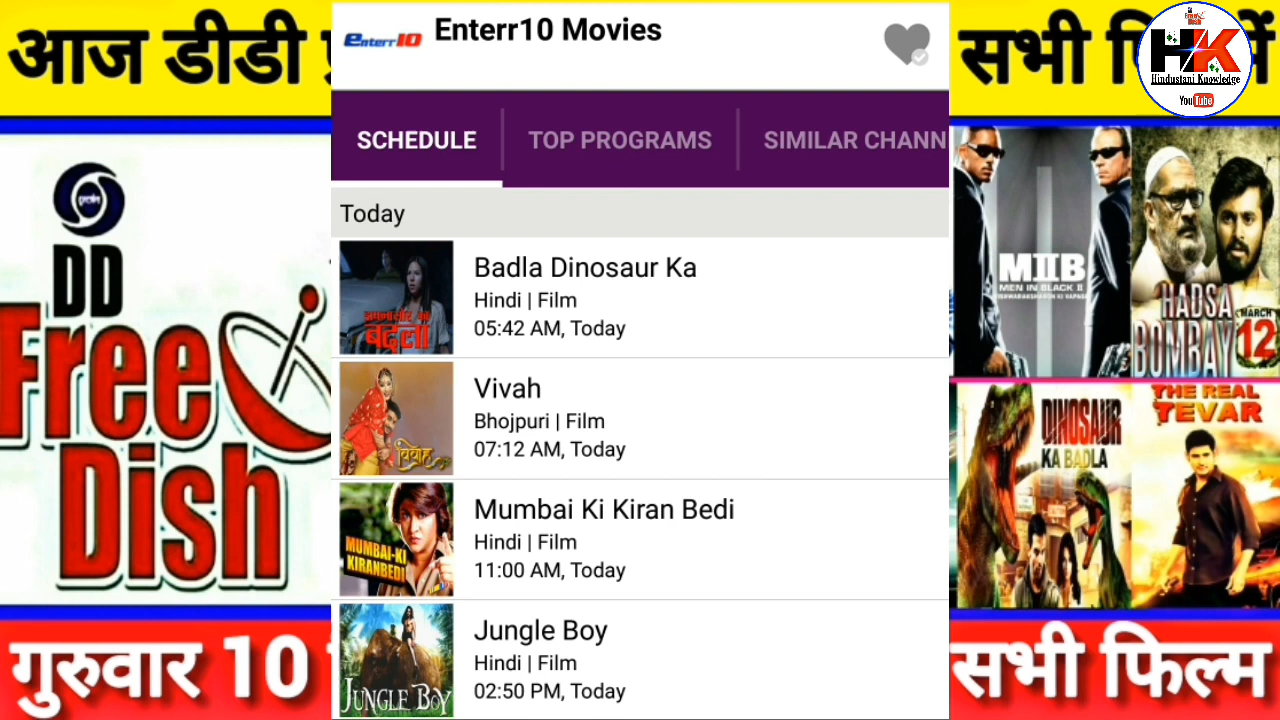 आज डीडी
enterr10
Enterr10 Movies
सभी
HK
Hindustani Knowledge
YouTube
SCHEDULE
TOP PROGRAMS
SIMILAR CHANN
Today
DD
Free
Dish
Badla Dinosaur Ka
Hindi | Film
05:42 AM, Today
डायनासोर का
बदला
Vivah
Bhojpuri | Film
07:12 AM, Today
विवाह
Mumbai Ki Kiran Bedi
Hindi | Film
11:00 AM, Today
MUMBAI-KI
KIRANBEDI
Jungle Boy
Hindi | Film
02:50 PM, Today
JUNGLE BOY
MIIB
MEN IN BLACK II
HADSA
BOMBAY
MARCH
12
DINOSAUR
KA BADLA
THE REAL
TEVAR
गुरुवार 10
सभी फिल्म